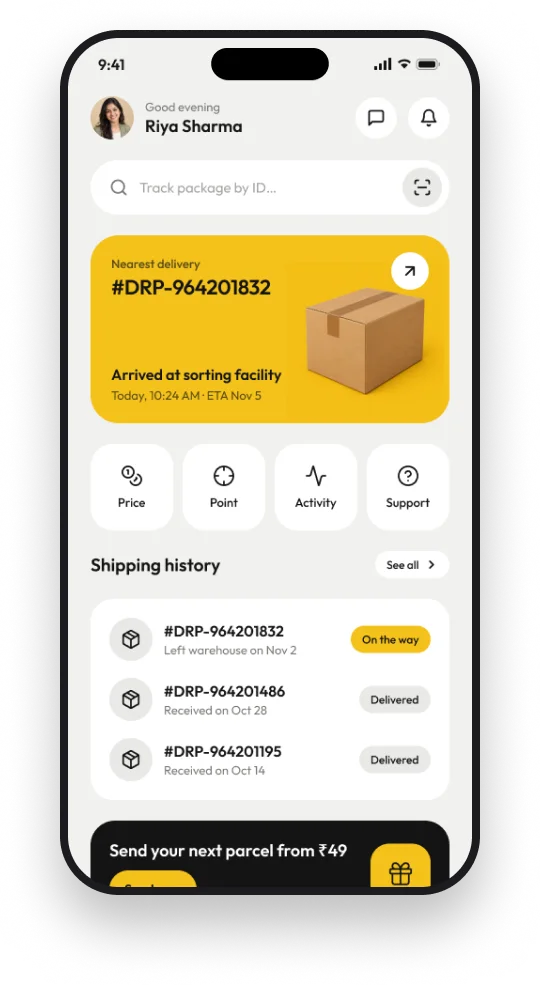 9:41
Good evening
Riya Sharma
Track package by ID...
Nearest delivery
#DRP-964201832
Arrived at sorting facility
Today, 10:24 AM · ETA Nov 5
Price
Point
Activity
Support
Shipping history
See all
#DRP-964201832
Left warehouse on Nov 2
On the way
#DRP-964201486
Received on Oct 28
Delivered
#DRP-964201195
Received on Oct 14
Delivered
Send your next parcel from ₹49